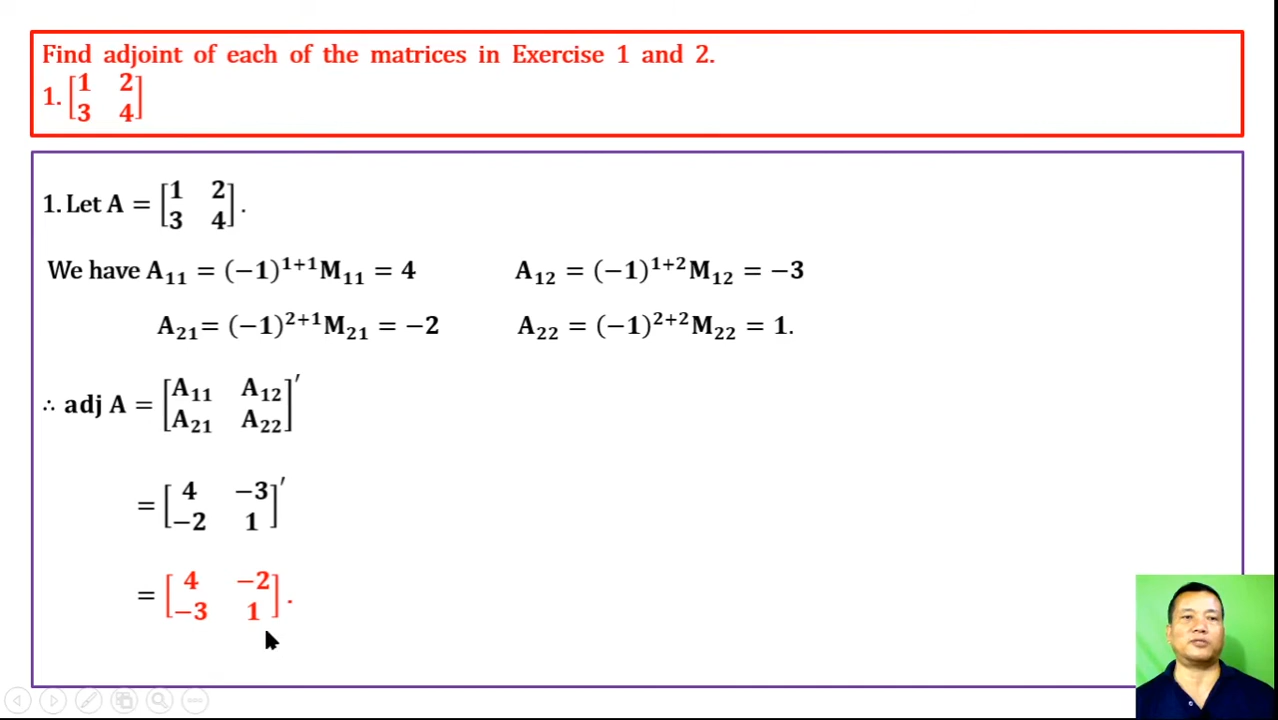 Find adjoint of each of the matrices in Exercise 1 and 2.
1. [1 2
3 4]
1. Let A = [1 2
3 4].
We have A₁₁ = (−1)¹⁺¹M₁₁ = 4 A₁₂ = (−1)¹⁺²M₁₂ = −3
A₂₁= (−1)²⁺¹M₂₁ = −2 A₂₂ = (−1)²⁺²M₂₂ = 1.
∴ adj A = [A₁₁ A₁₂
A₂₁ A₂₂]′
= [4 −3
−2 1]′
= [4 −2
−3 1].